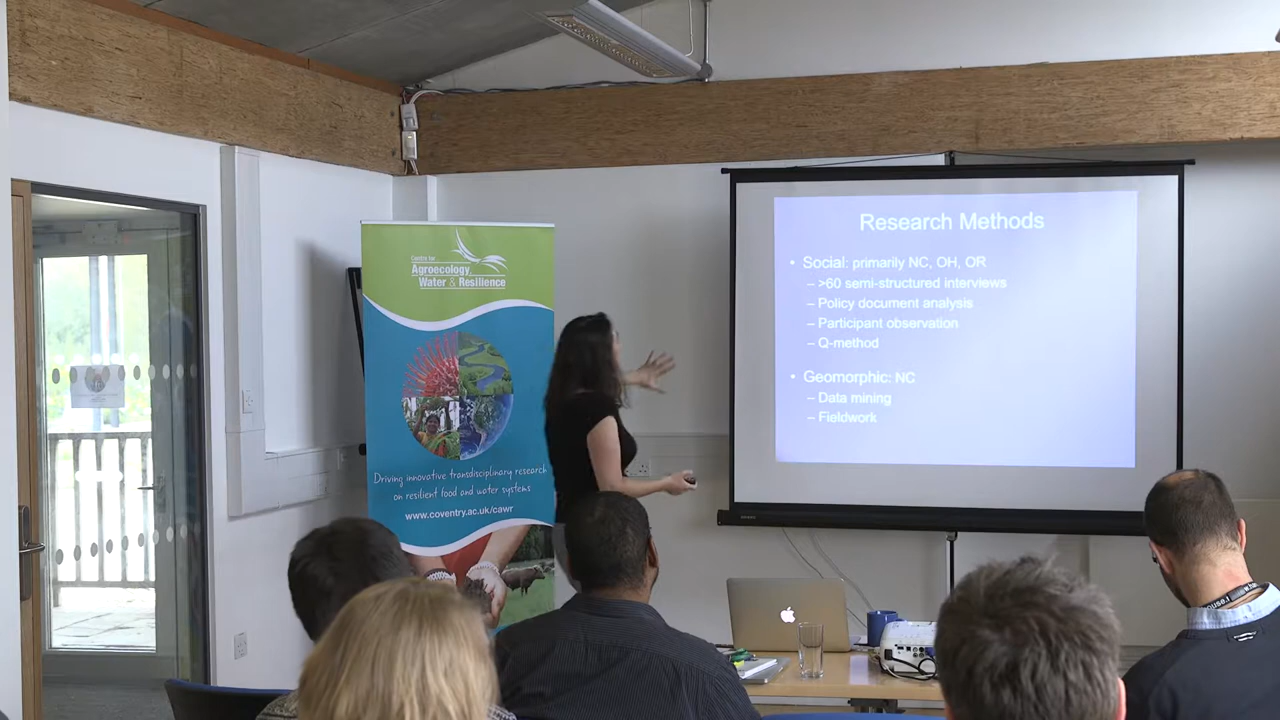 Centre for
Agroecology,
Water & Resilience
Driving innovative transdisciplinary research
on resilient food and water systems
www.coventry.ac.uk/cawr
Research Methods
• Social: primarily NC, OH, OR
– >60 semi-structured interviews
– Policy document analysis
– Participant observation
– Q-method
• Geomorphic: NC
– Data mining
– Fieldwork